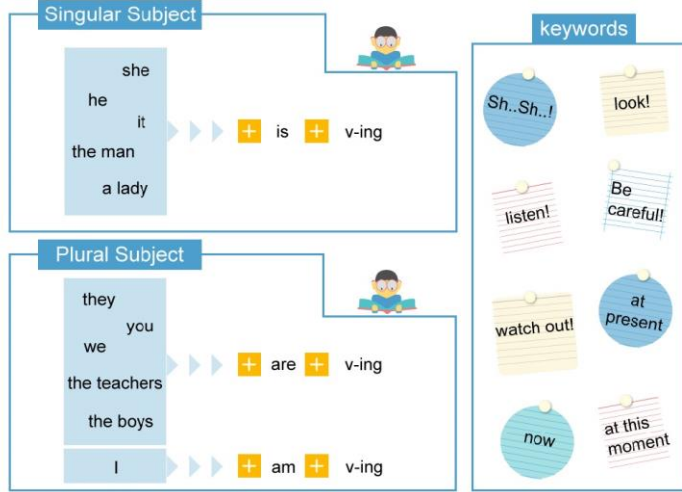 Singular Subject
she
he
it
the man
a lady
+ is + v-ing
Plural Subject
they
you
we
the teachers
the boys
+ are + v-ing
I
+ am + v-ing
keywords
Sh..Sh..!
look!
listen!
Be
careful!
watch out!
at
present
now
at this
moment